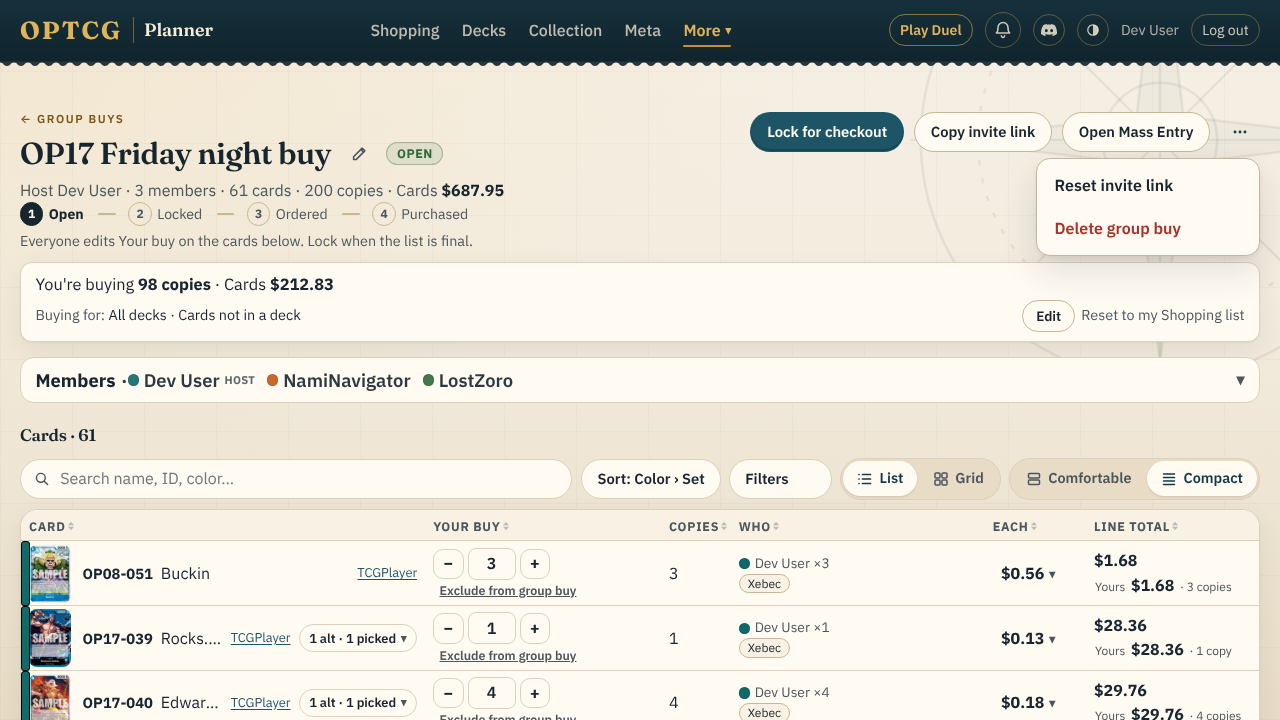 OPTCG Planner Shopping Decks Collection Meta More ▾ Play Duel Dev User Log out
← GROUP BUYS
OP17 Friday night buy OPEN
Lock for checkout Copy invite link Open Mass Entry ···
Reset invite link
Delete group buy
Host Dev User · 3 members · 61 cards · 200 copies · Cards $687.95
1 Open — 2 Locked — 3 Ordered — 4 Purchased
Everyone edits Your buy on the cards below. Lock when the list is final.
You're buying 98 copies · Cards $212.83
Buying for: All decks · Cards not in a deck Edit Reset to my Shopping list
Members · Dev User HOST NamiNavigator LostZoro ▼
Cards · 61
Search name, ID, color... Sort: Color › Set Filters List Grid Comfortable Compact
CARD YOUR BUY COPIES WHO EACH LINE TOTAL
SAMPLE OP08-051 Buckin TCGPlayer − 3 + 3 Dev User ×3 $0.56 ▾ $1.68
Exclude from group buy Xebec Yours $1.68 · 3 copies
SAMPLE OP17-039 Rocks.... TCGPlayer 1 alt · 1 picked ▾ − 1 + 1 Dev User ×1 $0.13 ▾ $28.36
Exclude from group buy Xebec Yours $28.36 · 1 copy
SAMPLE OP17-040 Edwar... TCGPlayer 1 alt · 1 picked ▾ − 4 + 4 Dev User ×4 $0.18 ▾ $29.76
Exclude from group buy Xebec Yours $29.76 · 4 copies